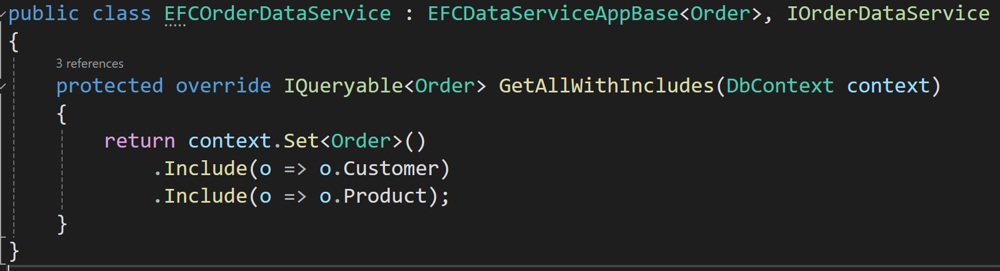 public class EFCOrderDataService : EFCDataServiceAppBase<Order>, IOrderDataService
{
3 references
protected override IQueryable<Order> GetAllWithIncludes(DbContext context)
{
return context.Set<Order>()
.Include(o => o.Customer)
.Include(o => o.Product);
}
}